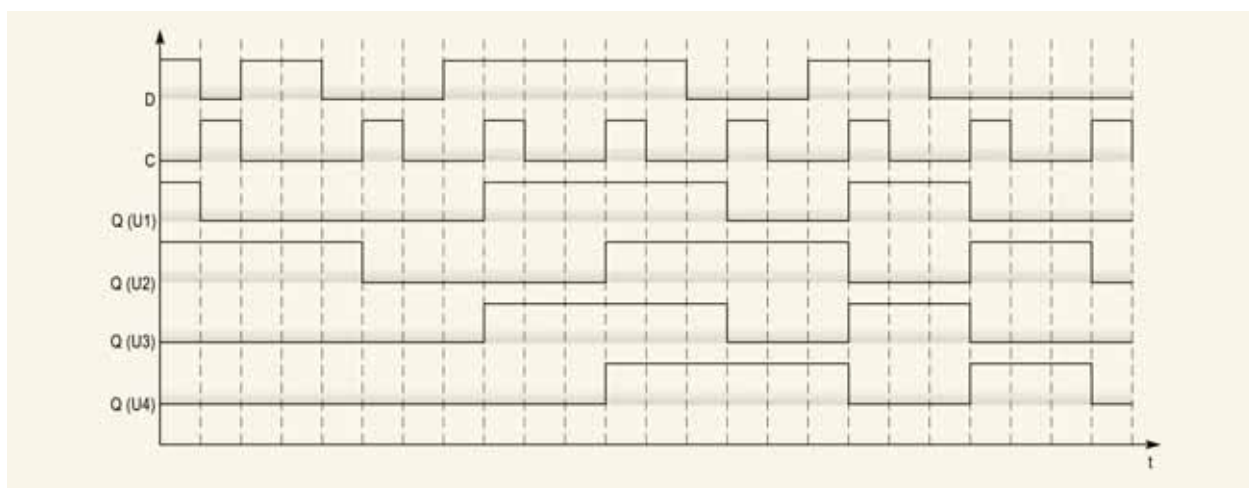 D
C
Q (U1)
Q (U2)
Q (U3)
Q (U4)
t